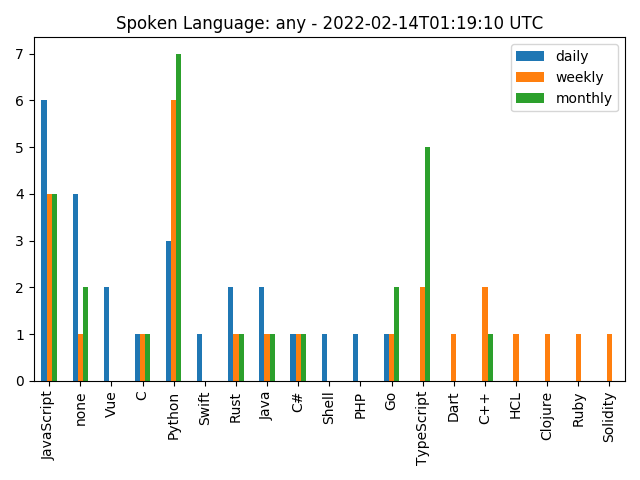 Spoken Language: any - 2022-02-14T01:19:10 UTC
daily
weekly
monthly
7
6
5
4
3
2
1
0
JavaScript
none
Vue
C
Python
Swift
Rust
Java
C#
Shell
PHP
Go
TypeScript
Dart
C++
HCL
Clojure
Ruby
Solidity